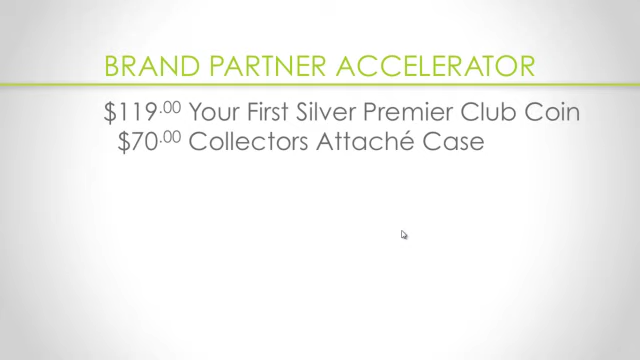 BRAND PARTNER ACCELERATOR
$119.00 Your First Silver Premier Club Coin
$70.00 Collectors Attaché Case